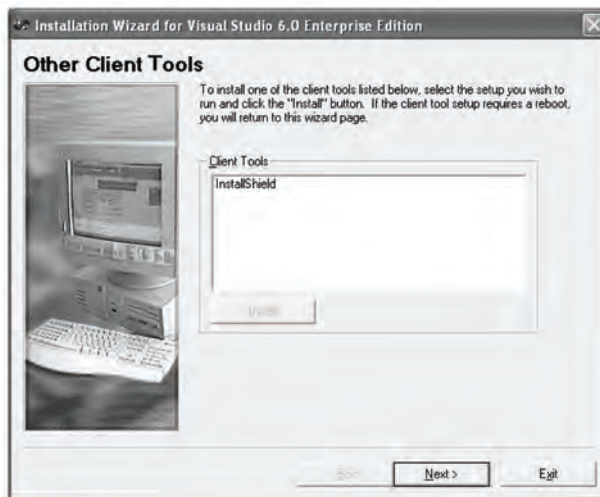 Installation Wizard for Visual Studio 6.0 Enterprise Edition
Other Client Tools
To install one of the client tools listed below, select the setup you wish to
run and click the "Install" button. If the client tool setup requires a reboot,
you will return to this wizard page.
Client Tools
InstallShield
Install
Next >
Exit